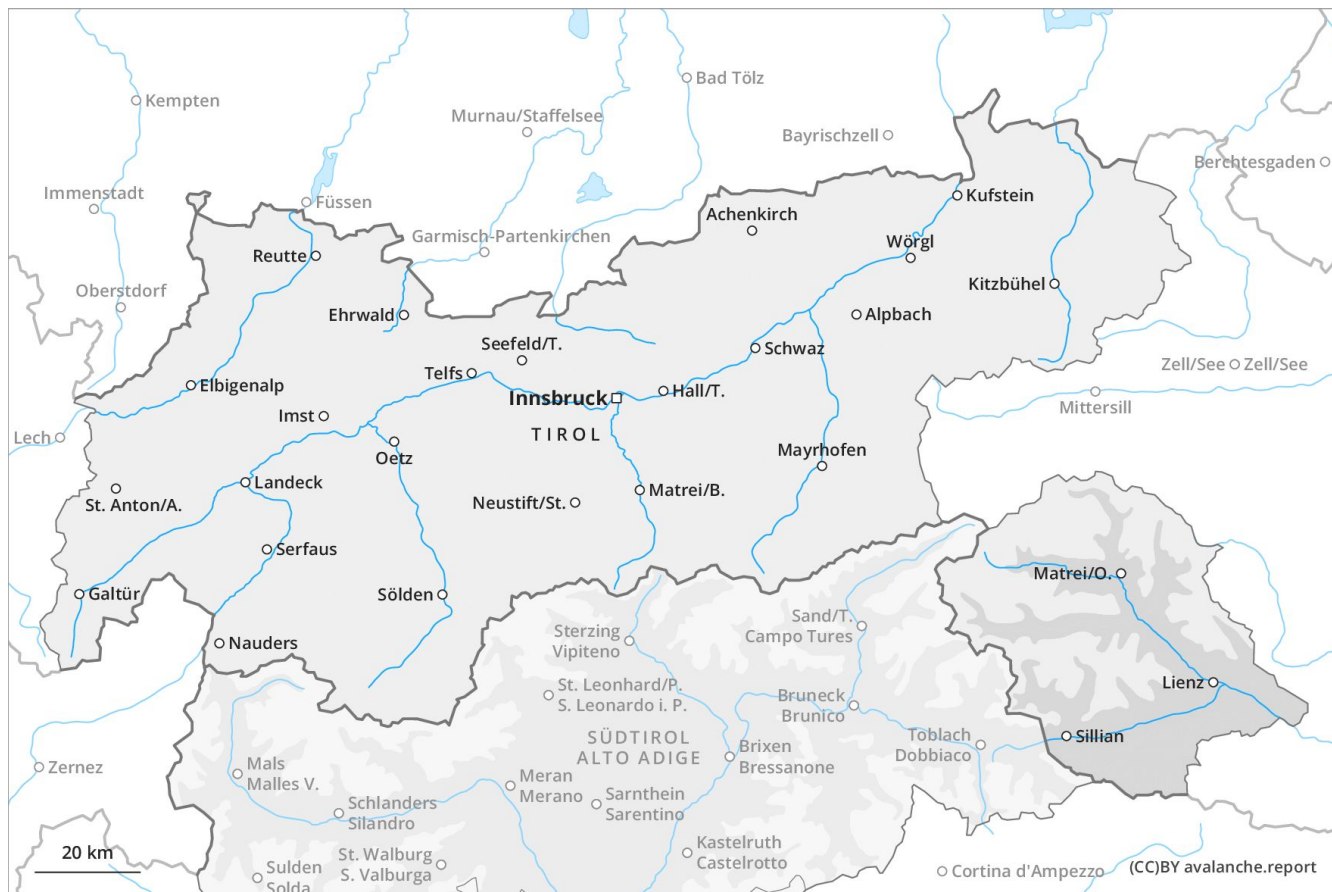 Kempten
Bad Tölz
Murnau/Staffelsee
Bayrischzell
Berchtesgaden
Immenstadt
Füssen
Kufstein
Achenkirch
Garmisch-Partenkirchen
Wörgl
Reutte
Kitzbühel
Oberstdorf
Ehrwald
Alpbach
Seefeld/T.
Schwaz
Zell/See
Zell/See
Telfs
Elbigenalp
Hall/T.
Innsbruck
Mittersill
Imst
TIROL
Lech
Oetz
Mayrhofen
Landeck
Matrei/B.
St. Anton/A.
Neustift/St.
Serfaus
Matrei/O.
Galtür
Sölden
Sand/T.
Campo Tures
Sterzing
Vipiteno
Nauders
Lienz
St. Leonhard/P.
S. Leonardo i. P.
Bruneck
Brunico
SÜDTIROL
ALTO ADIGE
Toblach
Dobbiaco
Sillian
Brixen
Bressanone
Zernez
Mals
Malles V.
Meran
Merano
Sarnthein
Sarentino
Schlanders
Silandro
Kastelruth
Castelrotto
20 km
St. Walburg
S. Valburga
Sulden
Solda
Cortina d'Ampezzo
(CC)BY avalanche.report